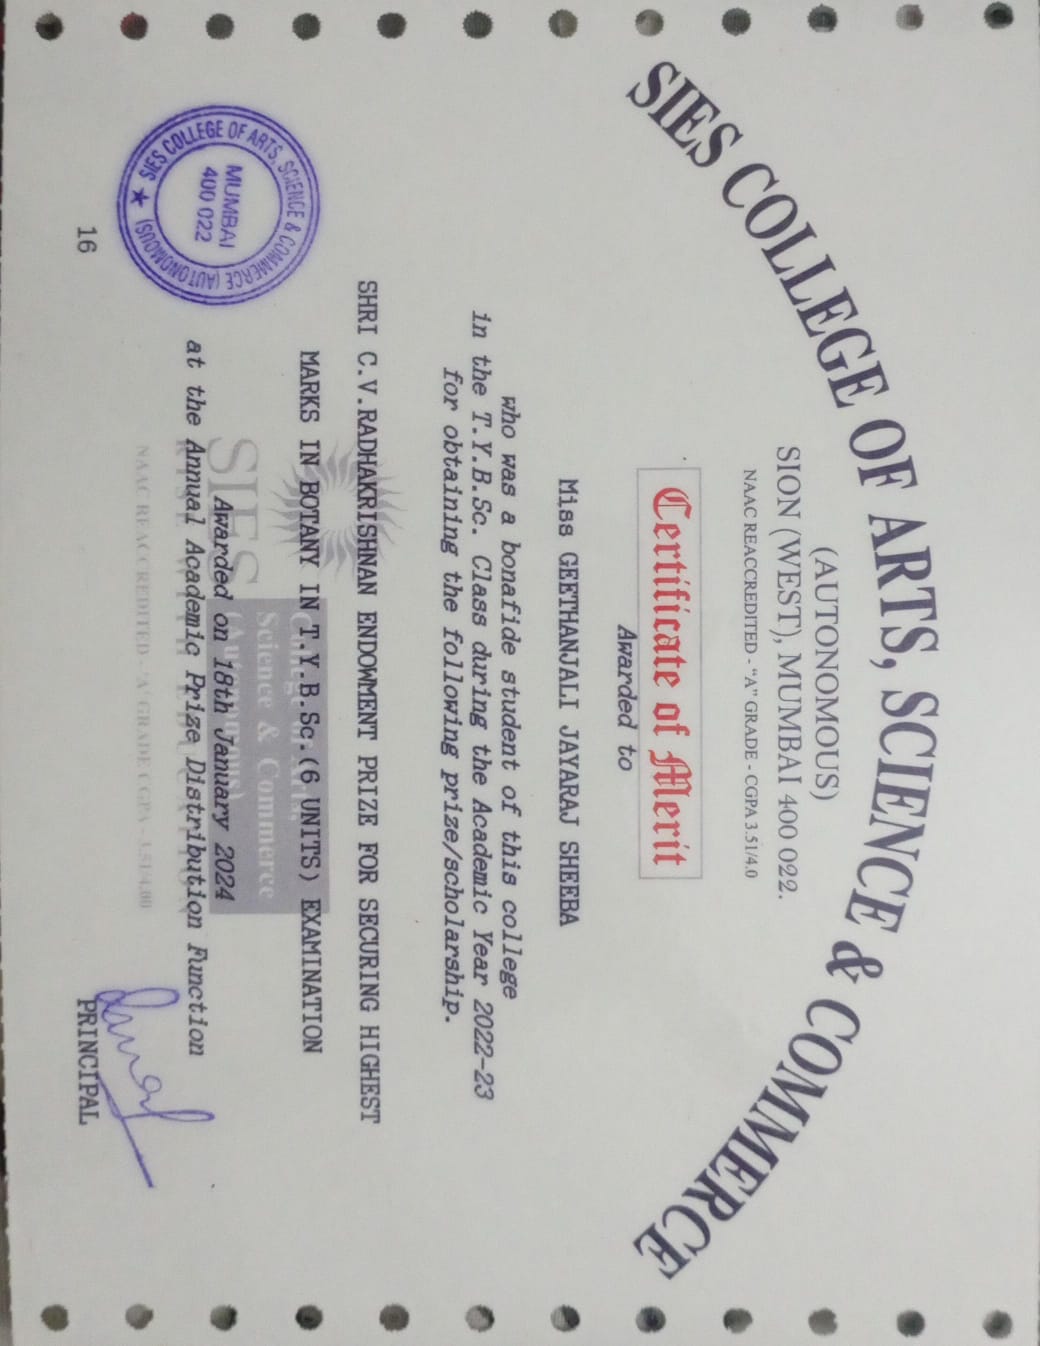 SIES COLLEGE OF ARTS, SCIENCE & COMMERCE
(AUTONOMOUS)
SION (WEST), MUMBAI 400 022.
NAAC REACCREDITED - "A" GRADE - CGPA 3.51/4.0
Certificate of Merit
Awarded to
Miss GEETHANJALI JAYARAJ SHEEBA
who was a bonafide student of this college
in the T.Y.B.Sc. Class during the Academic Year 2022-23
for obtaining the following prize/scholarship.
SHRI C.V.RADHAKRISHNAN ENDOWMENT PRIZE FOR SECURING HIGHEST
MARKS IN BOTANY IN T.Y.B.Sc.(6 UNITS) EXAMINATION
College of Arts,
Science & Commerce
(Autonomous)
SIES
Awarded on 18th January 2024
at the Annual Academic Prize Distribution Function
RISE WITH EDUCATION
NAAC REACCREDITED - 'A' GRADE CGPA - 3.51/4.00
SIES COLLEGE OF ARTS, SCIENCE & COMMERCE (AUTONOMOUS)
MUMBAI
400 022
16
PRINCIPAL